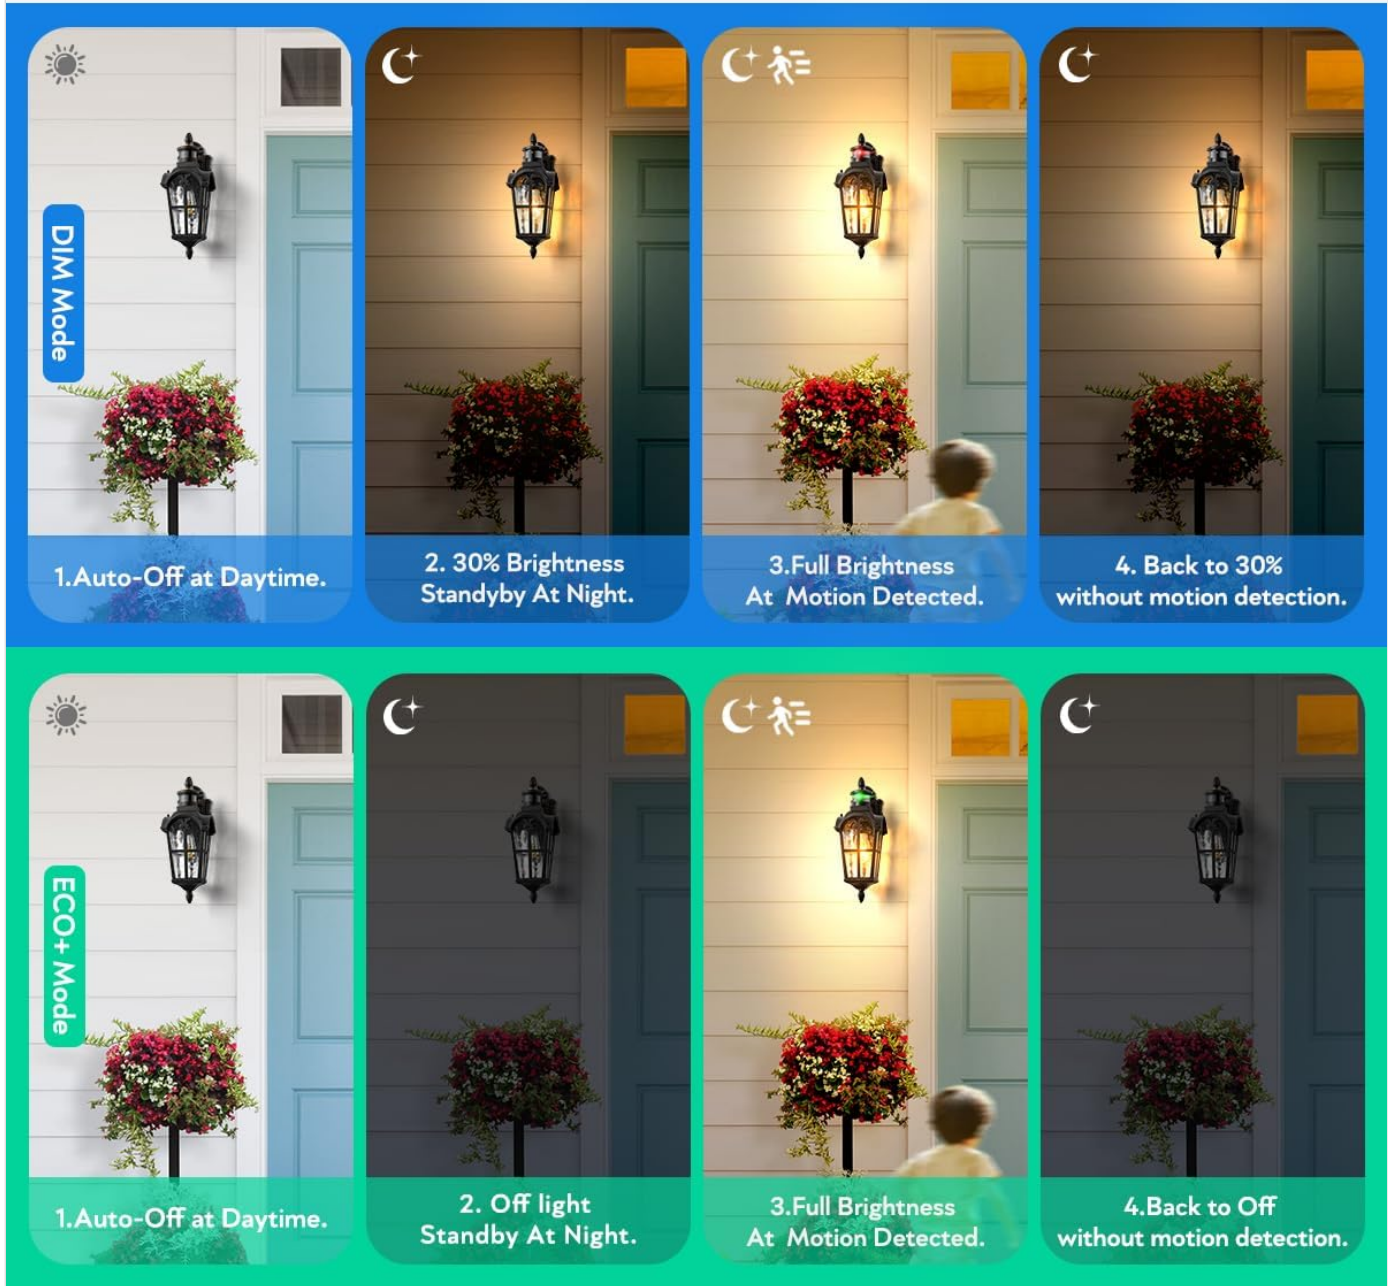 DIM Mode
1.Auto-Off at Daytime.
2. 30% Brightness
Standyby At Night.
3.Full Brightness
At Motion Detected.
4. Back to 30%
without motion detection.
ECO+ Mode
1.Auto-Off at Daytime.
2. Off light
Standby At Night.
3.Full Brightness
At Motion Detected.
4.Back to Off
without motion detection.